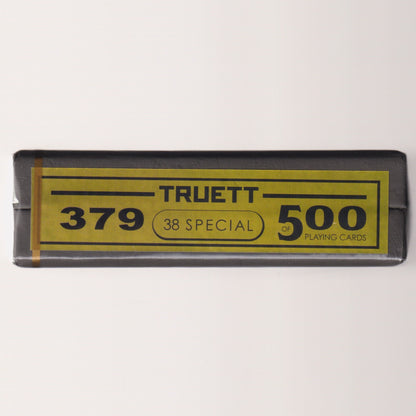 TRUETT
379 38 SPECIAL OF 500
PLAYING CARDS